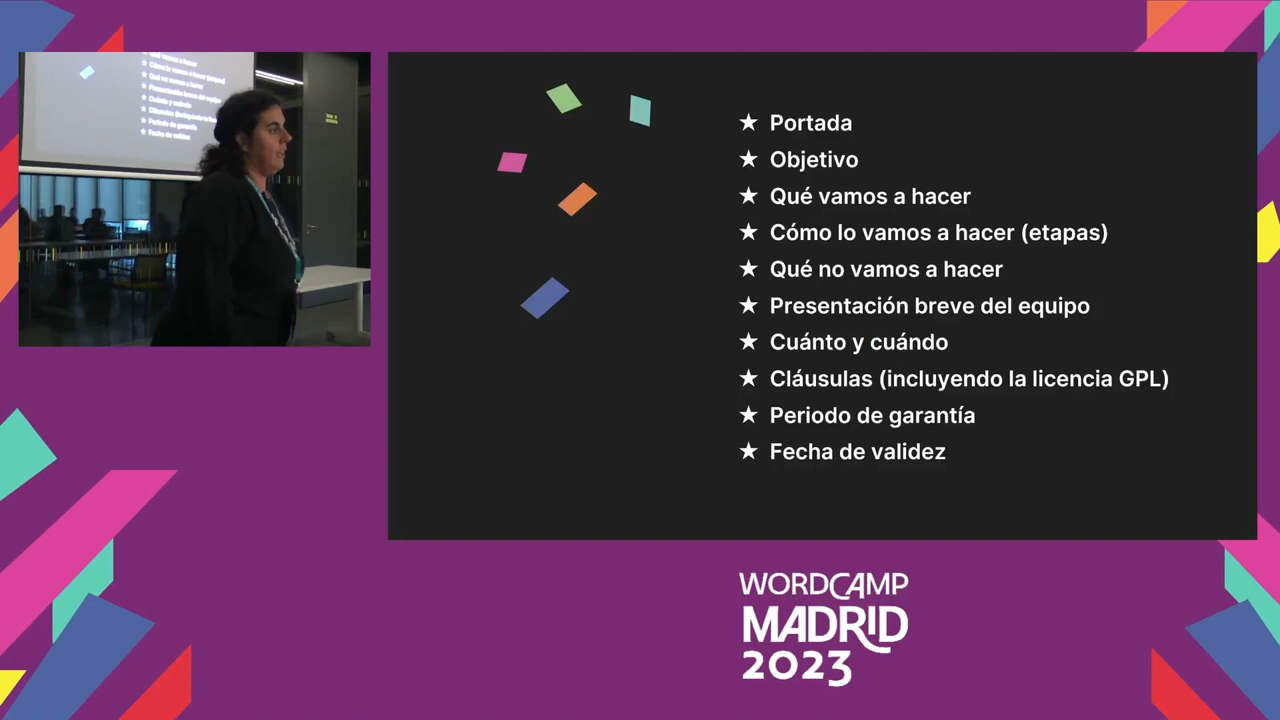 ★ Portada
★ Objetivo
★ Qué vamos a hacer
★ Cómo lo vamos a hacer (etapas)
★ Qué no vamos a hacer
★ Presentación breve del equipo
★ Cuánto y cuándo
★ Cláusulas (incluyendo la licencia GPL)
★ Periodo de garantía
★ Fecha de validez
WORDCAMP
MADRID
2023